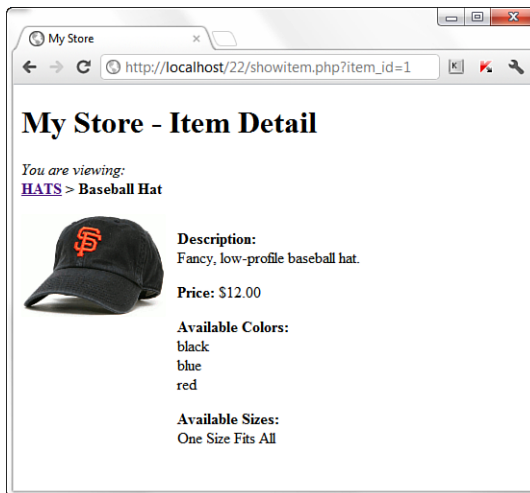 My Store
http://localhost/22/showitem.php?item_id=1
My Store - Item Detail
You are viewing:
HATS > Baseball Hat
SF
Description:
Fancy, low-profile baseball hat.
Price: $12.00
Available Colors:
black
blue
red
Available Sizes:
One Size Fits All